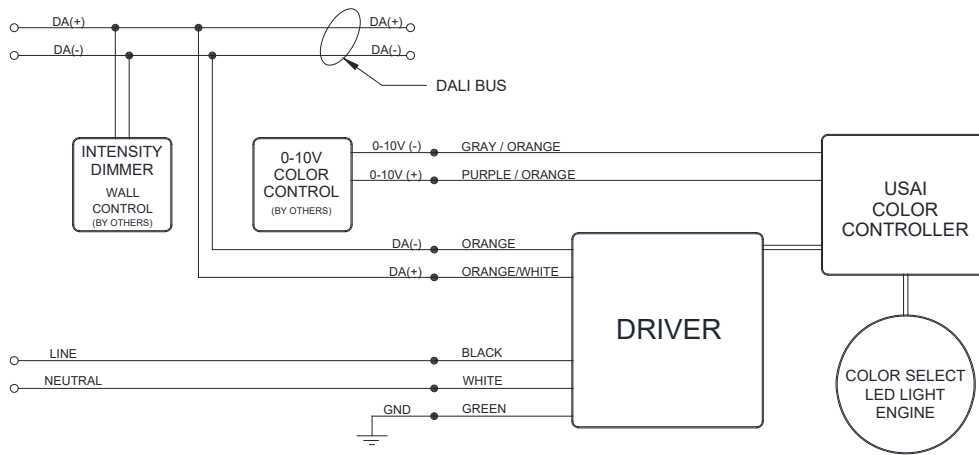 DA(+) DA(+)
DA(-) DA(-)
DALI BUS
INTENSITY
DIMMER
WALL
CONTROL
(BY OTHERS)
0-10V
COLOR
CONTROL
(BY OTHERS)
0-10V (-) GRAY / ORANGE
0-10V (+) PURPLE / ORANGE
USAI
COLOR
CONTROLLER
DA(-) ORANGE
DA(+) ORANGE/WHITE
DRIVER
LINE BLACK
NEUTRAL WHITE
GND GREEN
COLOR SELECT
LED LIGHT
ENGINE